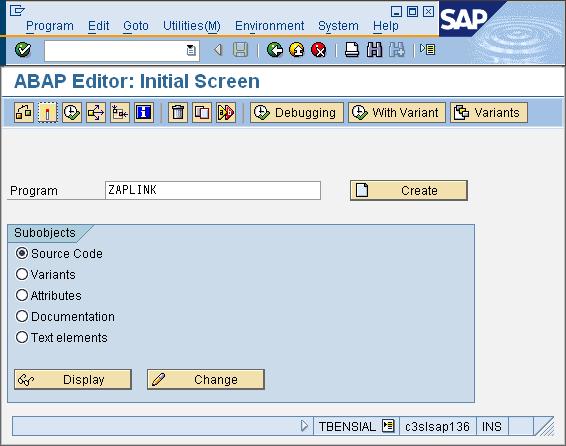 Program Edit Goto Utilities(M) Environment System Help
SAP
ABAP Editor: Initial Screen
Debugging With Variant Variants
Program ZAPLINK Create
Subobjects
Source Code
Variants
Attributes
Documentation
Text elements
Display Change
TBENSIAL c3slsap136 INS